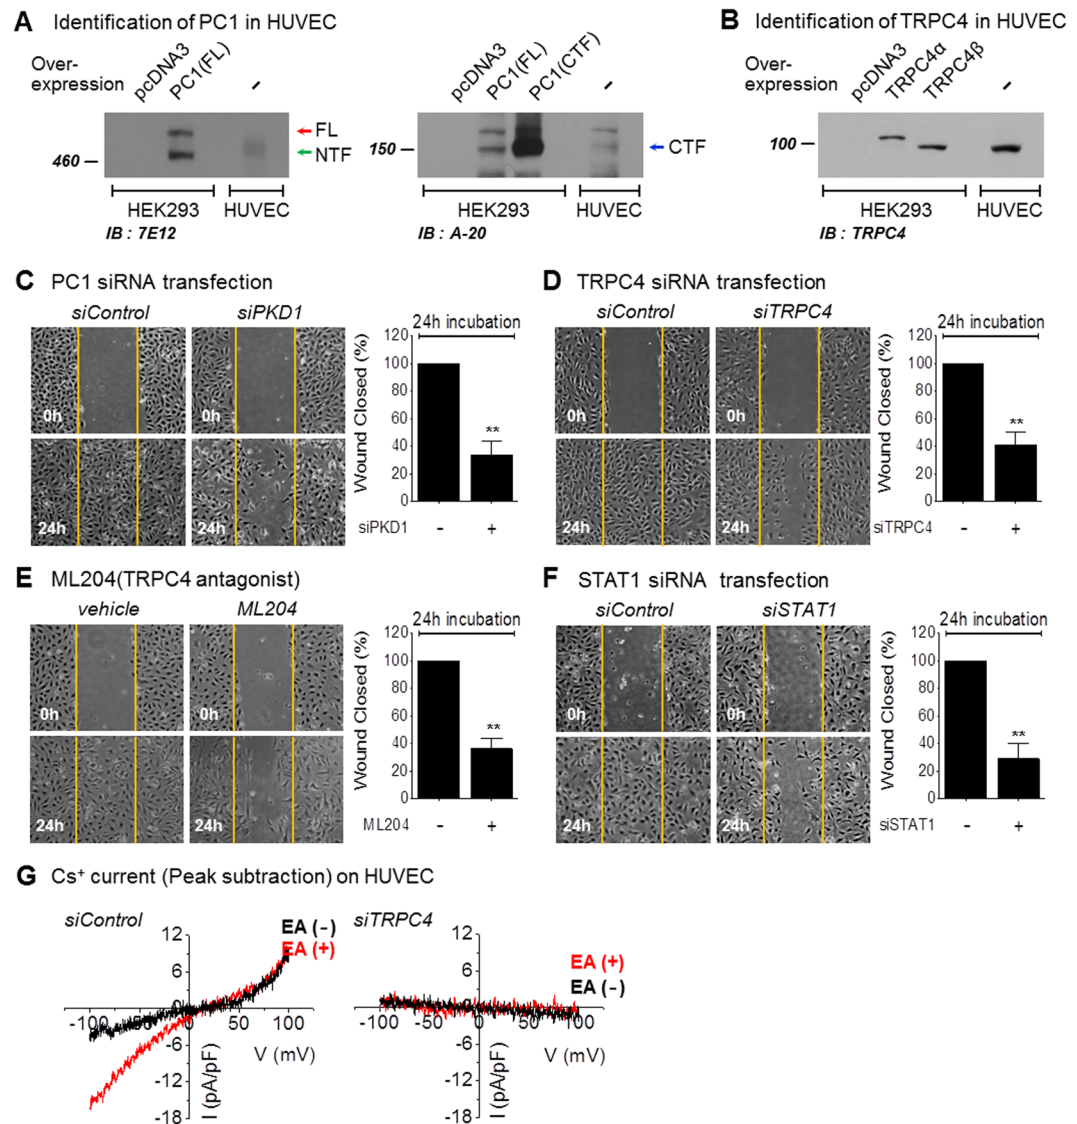 A Identification of PC1 in HUVEC
Over-expression pcDNA3 PC1(FL) –
FL
460 NTF
HEK293 HUVEC
IB : 7E12
pcDNA3 PC1(FL) PC1(CTF) –
150 CTF
HEK293 HUVEC
IB : A-20
B Identification of TRPC4 in HUVEC
Over-expression pcDNA3 TRPC4α TRPC4β –
100
HEK293 HUVEC
IB : TRPC4
C PC1 siRNA transfection
siControl siPKD1
0h 0h
24h 24h
24h incubation
Wound Closed (%)
120
100
80
60
40
20
0
**
siPKD1 – +
D TRPC4 siRNA transfection
siControl siTRPC4
0h 0h
24h 24h
24h incubation
Wound Closed (%)
120
100
80
60
40
20
0
**
siTRPC4 – +
E ML204(TRPC4 antagonist)
vehicle ML204
0h 0h
24h 24h
24h incubation
Wound Closed (%)
120
100
80
60
40
20
0
**
ML204 – +
F STAT1 siRNA transfection
siControl siSTAT1
0h 0h
24h 24h
24h incubation
Wound Closed (%)
120
100
80
60
40
20
0
**
siSTAT1 – +
G Cs⁺ current (Peak subtraction) on HUVEC
siControl
EA (–)
EA (+)
12
6
0
-6
-12
-18
-100 -50 0 50 100
V (mV)
I (pA/pF)
siTRPC4
EA (+)
EA (–)
12
6
0
-6
-12
-18
-100 -50 0 50 100
V (mV)
I (pA/pF)